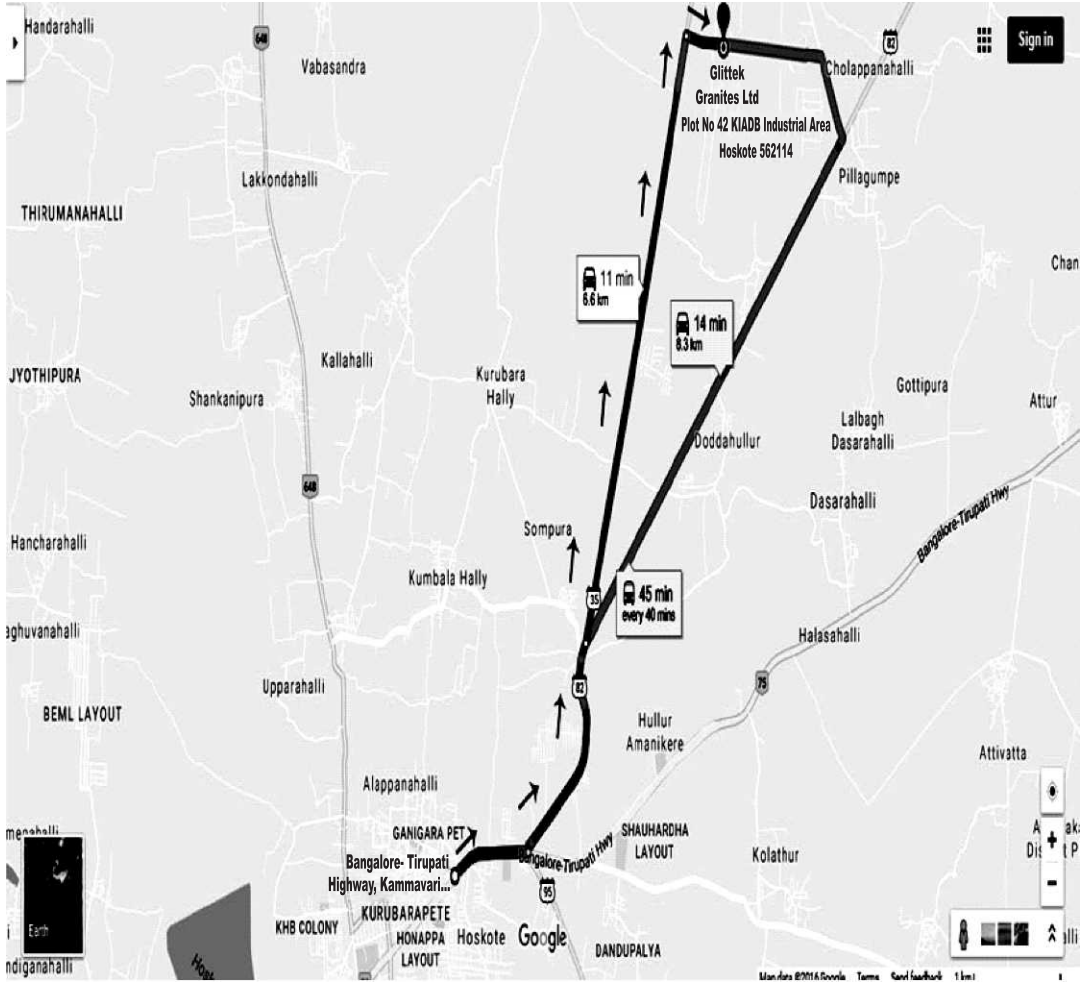 Handarahalli
648
Vabasandra
82
Sign in
Cholappanahalli
Glittek
Granites Ltd
Plot No 42 KIADB Industrial Area
Hoskote 562114
Lakkondahalli
Pillagumpe
THIRUMANAHALLI
Chan
11 min
6.6 km
14 min
8.3 km
Kallahalli
JYOTHIPURA
Kurubara
Hally
Shankanipura
Gottipura
Attur
Lalbagh
Dasarahalli
Doddahullur
648
Dasarahalli
Bangalore-Tirupati Hwy
Sompura
Hancharahalli
Kumbala Hally
35
45 min
every 40 mins
aghuvanahalli
Halasahalli
82
75
Upparahalli
BEML LAYOUT
Hullur
Amanikere
Attivatta
Alappanahalli
GANIGARA PET
SHAUHARDHA
LAYOUT
menahalli
Bangalore-Tirupati Hwy
Kolathur
Bangalore- Tirupati
Highway, Kammavari...
95
KURUBARAPETE
KHB COLONY
HONAPPA
LAYOUT
Hoskote
Google
DANDUPALYA
Earth
ndiganahalli
Map data ©2016 Google Terms Send feedback 1 km